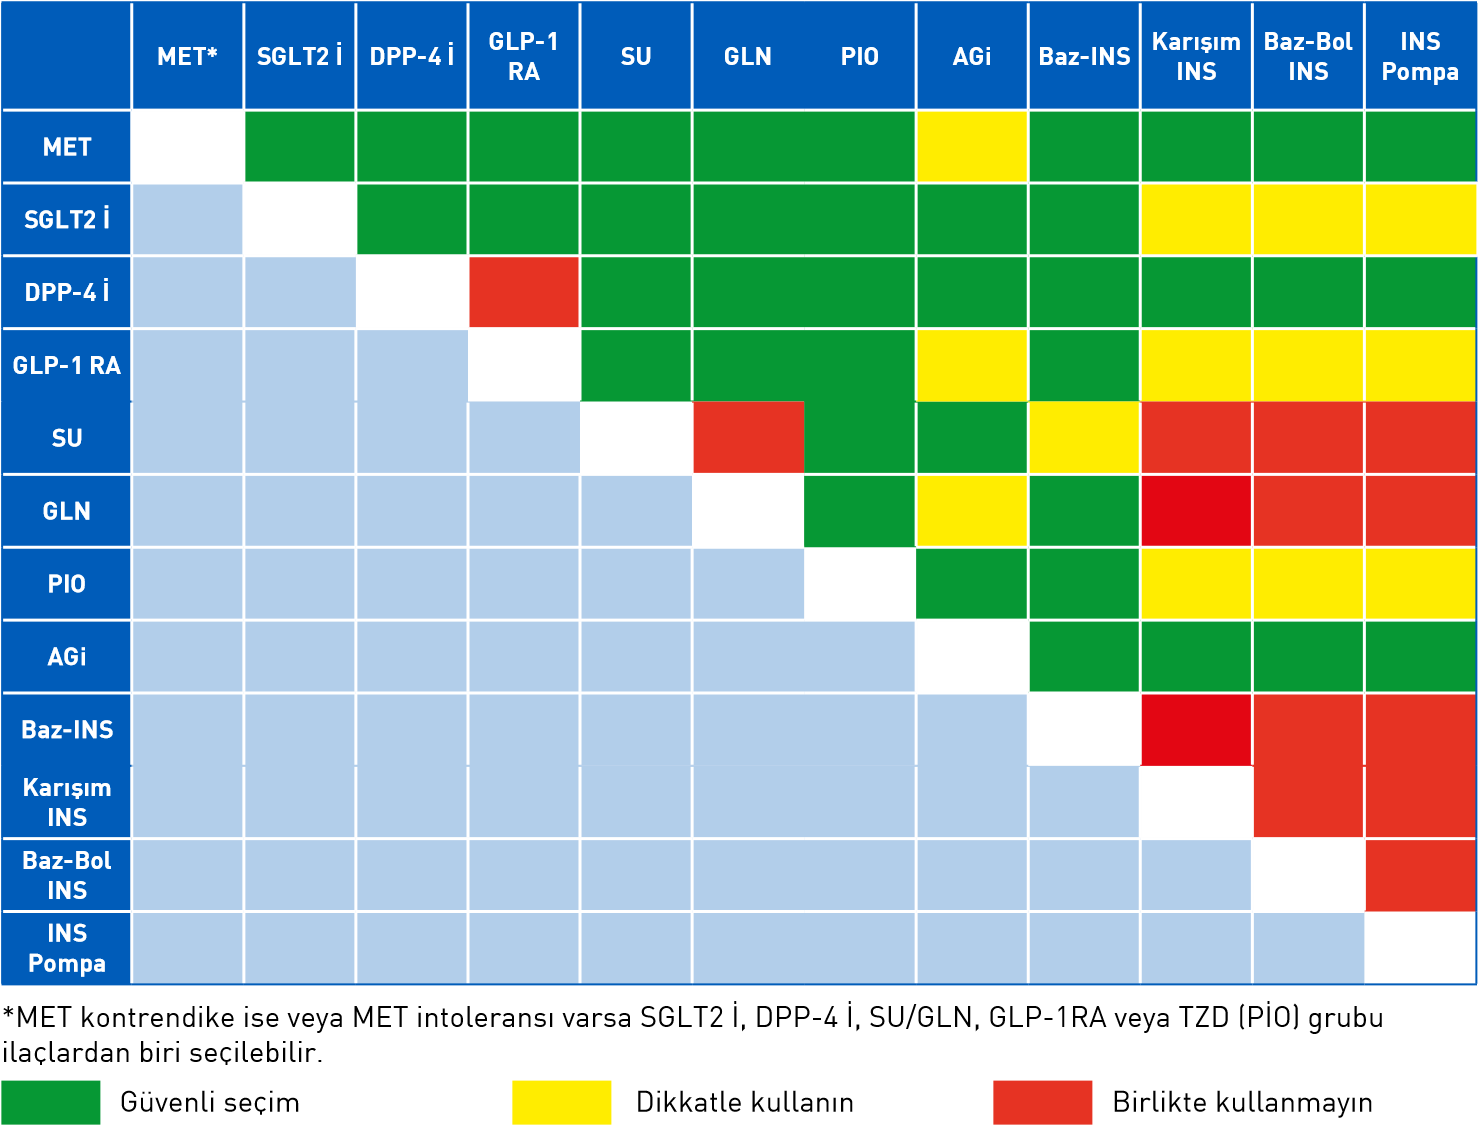 MET*
SGLT2 İ
DPP-4 İ
GLP-1
RA
SU
GLN
PIO
AGi
Baz-INS
Karışım
INS
Baz-Bol
INS
INS
Pompa
MET
SGLT2 İ
DPP-4 İ
GLP-1 RA
SU
GLN
PIO
AGi
Baz-INS
Karışım
INS
Baz-Bol
INS
INS
Pompa
*MET kontrendike ise veya MET intoleransı varsa SGLT2 İ, DPP-4 İ, SU/GLN, GLP-1RA veya TZD (PİO) grubu
ilaçlardan biri seçilebilir.
Güvenli seçim
Dikkatle kullanın
Birlikte kullanmayın